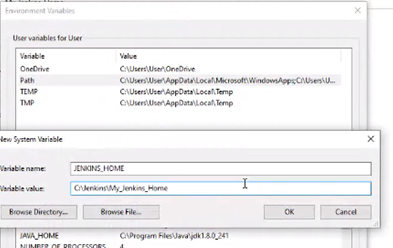 Environment Variables
User variables for User
Variable Value
OneDrive C:\Users\User\OneDrive
Path C:\Users\User\AppData\Local\Microsoft\WindowsApps;C:\Users\U...
TEMP C:\Users\User\AppData\Local\Temp
TMP C:\Users\User\AppData\Local\Temp
New System Variable
Variable name: JENKINS_HOME
Variable value: C:\Jenkins\My_Jenkins_Home
Browse Directory... Browse File... OK Cancel
JAVA_HOME C:\Program Files\Java\jdk1.8.0_241
NUMBER_OF_PROCESSORS 4